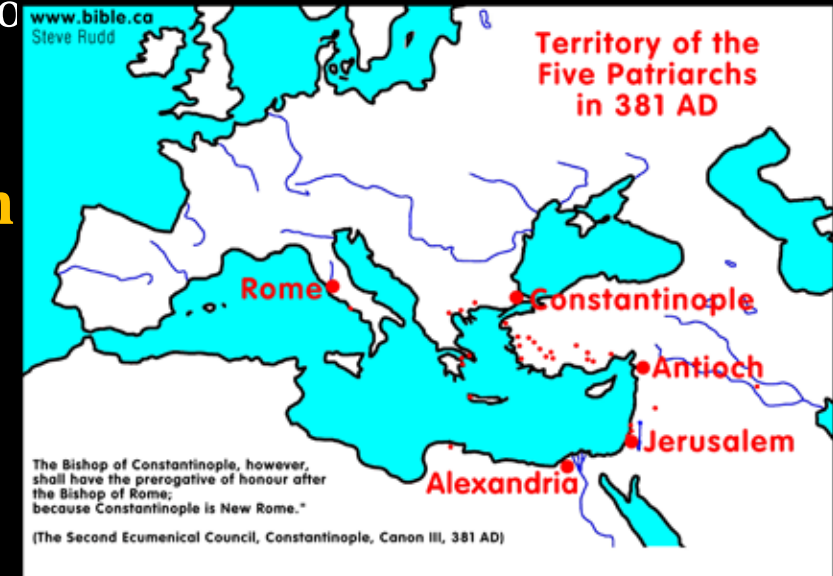 www.bible.ca
Steve Rudd
Territory of the
Five Patriarchs
in 381 AD
Rome
Constantinople
Antioch
Jerusalem
Alexandria
The Bishop of Constantinople, however,
shall have the prerogative of honour after
the Bishop of Rome;
because Constantinople is New Rome."
(The Second Ecumenical Council, Constantinople, Canon III, 381 AD)